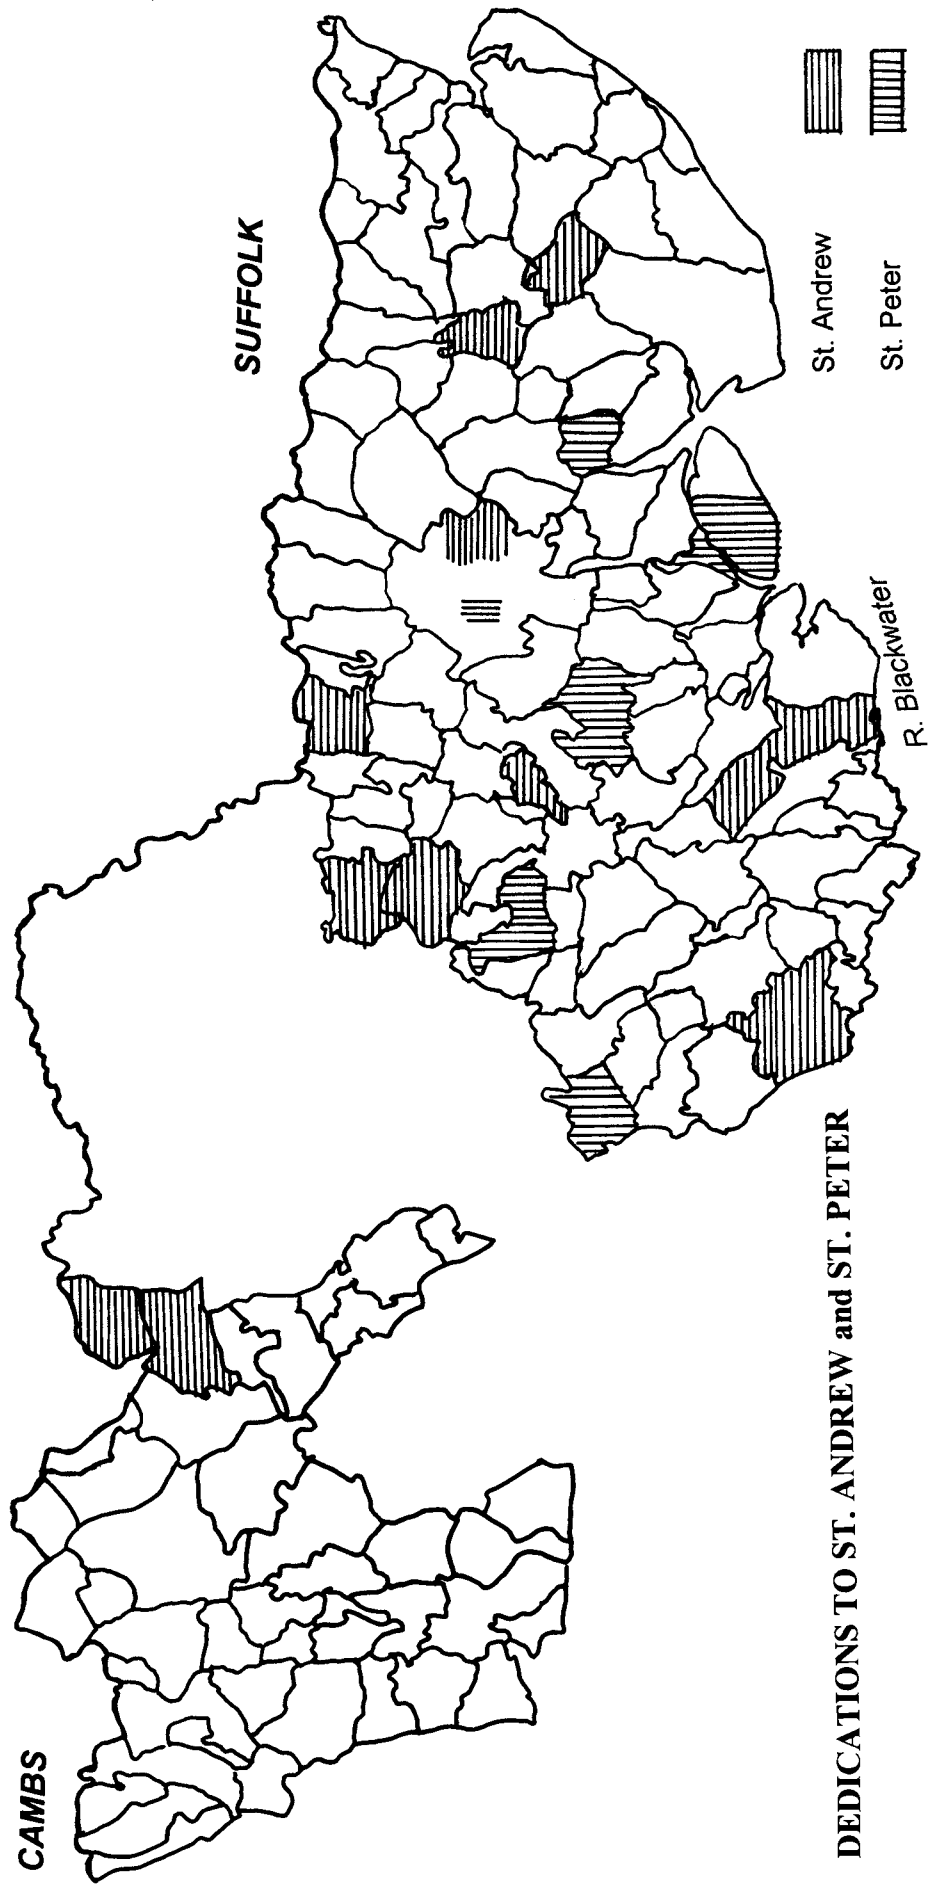 CAMBS
SUFFOLK
St. Andrew
St. Peter
R. Blackwater
DEDICATIONS TO ST. ANDREW and ST. PETER